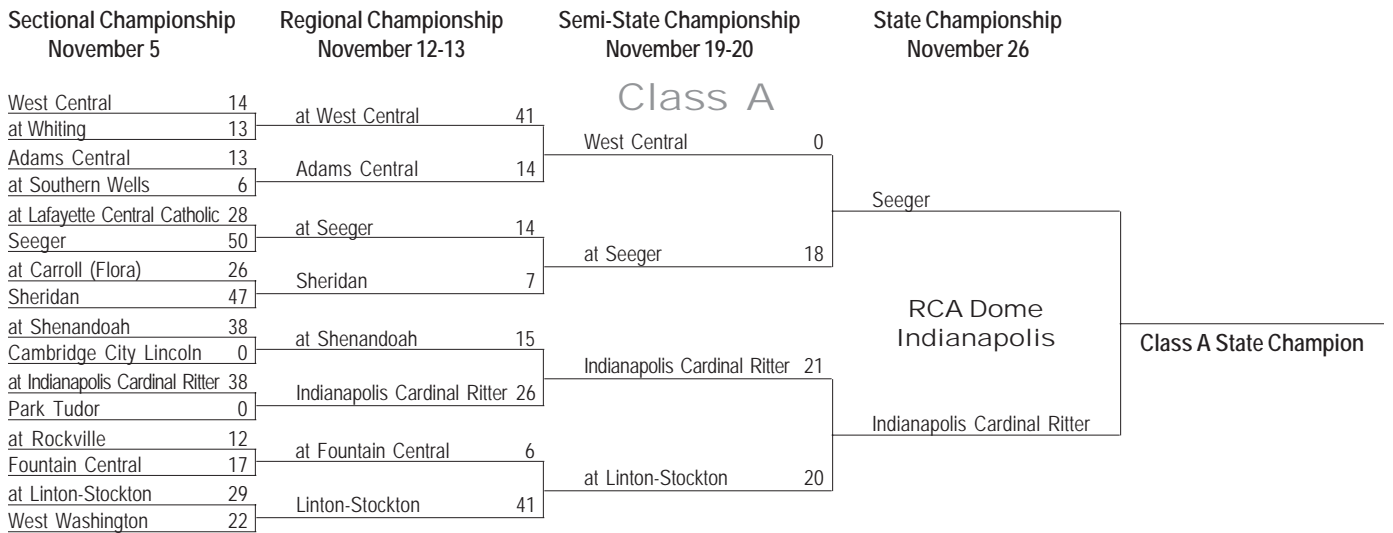 Sectional Championship
November 5
Regional Championship
November 12-13
Semi-State Championship
November 19-20
State Championship
November 26
Class A
West Central 14
at Whiting 13
Adams Central 13
at Southern Wells 6
at Lafayette Central Catholic 28
Seeger 50
at Carroll (Flora) 26
Sheridan 47
at Shenandoah 38
Cambridge City Lincoln 0
at Indianapolis Cardinal Ritter 38
Park Tudor 0
at Rockville 12
Fountain Central 17
at Linton-Stockton 29
West Washington 22
at West Central 41
Adams Central 14
at Seeger 14
Sheridan 7
at Shenandoah 15
Indianapolis Cardinal Ritter 26
at Fountain Central 6
Linton-Stockton 41
West Central 0
at Seeger 18
Indianapolis Cardinal Ritter 21
at Linton-Stockton 20
Seeger
RCA Dome
Indianapolis
Indianapolis Cardinal Ritter
Class A State Champion